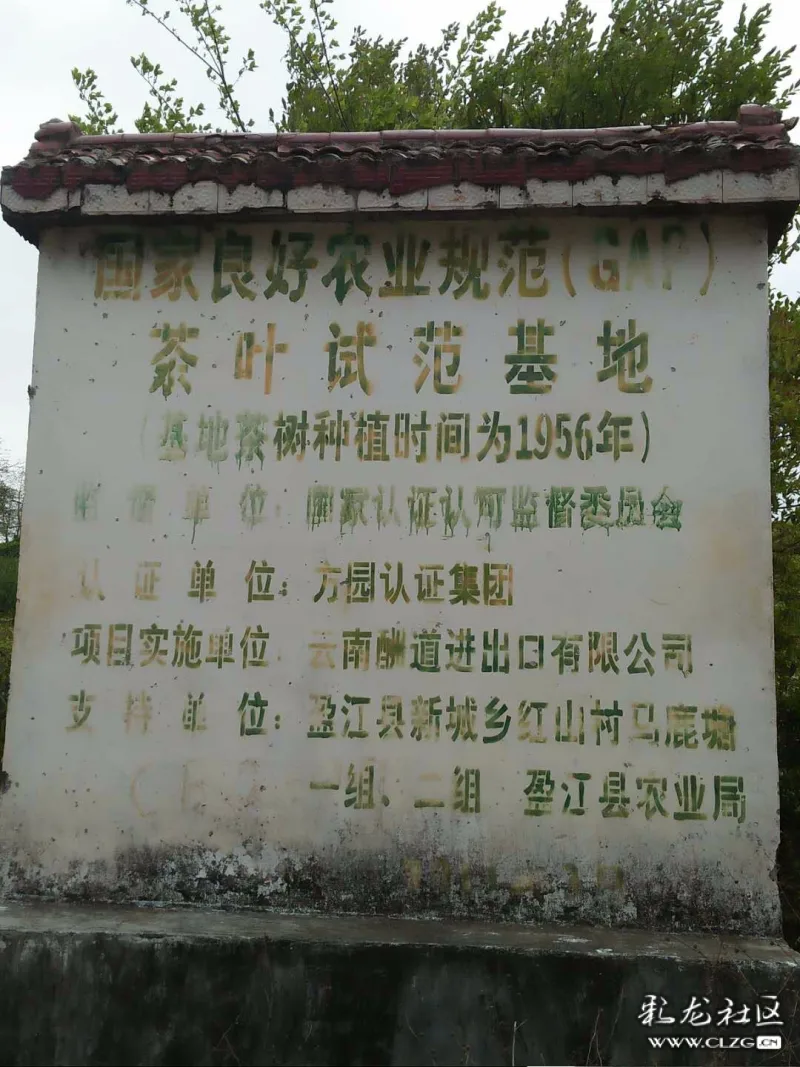 国家良好农业规范(GAP)
茶叶试范基地
(基地茶树种植时间为1956年)
单位:国家认证认可监督委员会
认证单位:方园认证集团
项目实施单位 云南酬道进出口有限公司
支持单位:盈江县新城乡红山村马鹿塘
一组、二组 盈江县农业局
彩龙社区
WWW.CLZG.CN